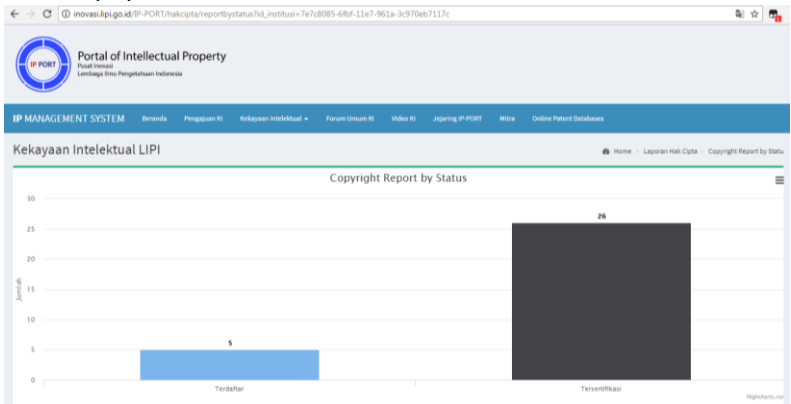 inovasi.lipi.go.id/IP-PORT/hakcipta/reportbystatus?id_institusi=7e7c8085-6fbf-11e7-961a-3c970eb7117c
IP PORT
Portal of Intellectual Property
Pusat Inovasi
Lembaga Ilmu Pengetahuan Indonesia
IP MANAGEMENT SYSTEM Beranda Pengajuan KI Kekayaan Intelektual Forum Umum KI Video KI Jejaring IP-PORT Mitra Online Patent Databases
Kekayaan Intelektual LIPI
Home > Laporan Hak Cipta > Copyright Report by Statu
Copyright Report by Status
Jumlah
30
25
20
15
10
5
0
5
26
Terdaftar
Tersertifikasi
Highcharts.com